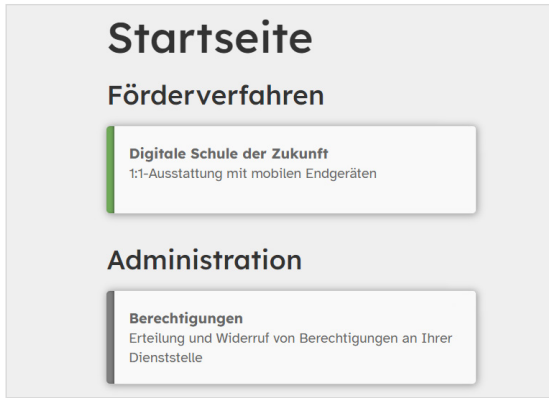 Startseite
Förderverfahren
Digitale Schule der Zukunft
1:1-Ausstattung mit mobilen Endgeräten
Administration
Berechtigungen
Erteilung und Widerruf von Berechtigungen an Ihrer
Dienststelle